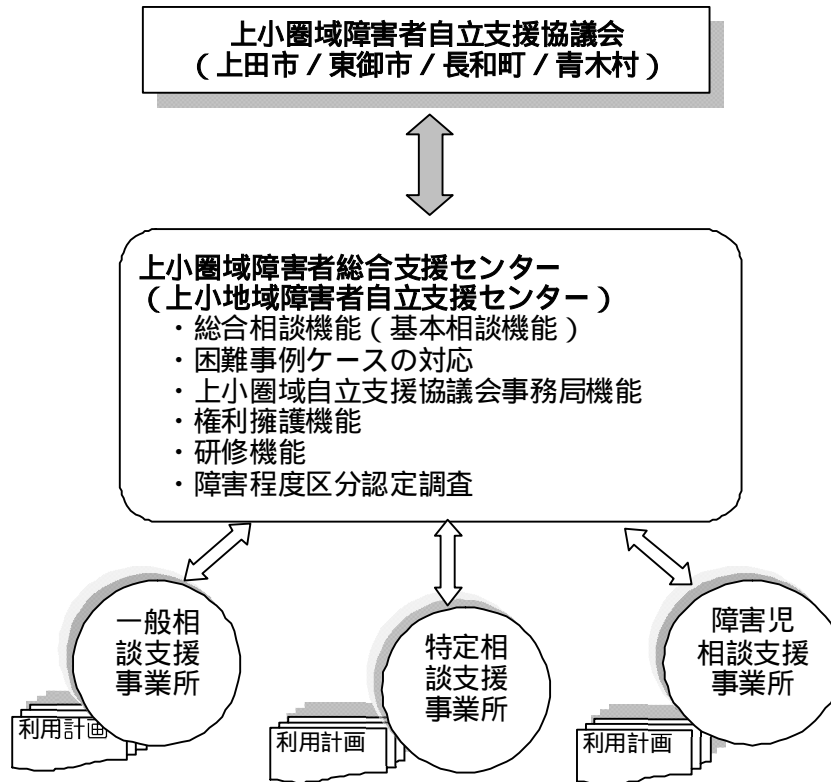 上小圏域障害者自立支援協議会
(上田市/東御市/長和町/青木村)
上小圏域障害者総合支援センター
(上小地域障害者自立支援センター)
・総合相談機能(基本相談機能)
・困難事例ケースの対応
・上小圏域自立支援協議会事務局機能
・権利擁護機能
・研修機能
・障害程度区分認定調査
一般相
談支援
事業所
利用計画
特定相
談支援
事業所
利用計画
障害児
相談支援
事業所
利用計画